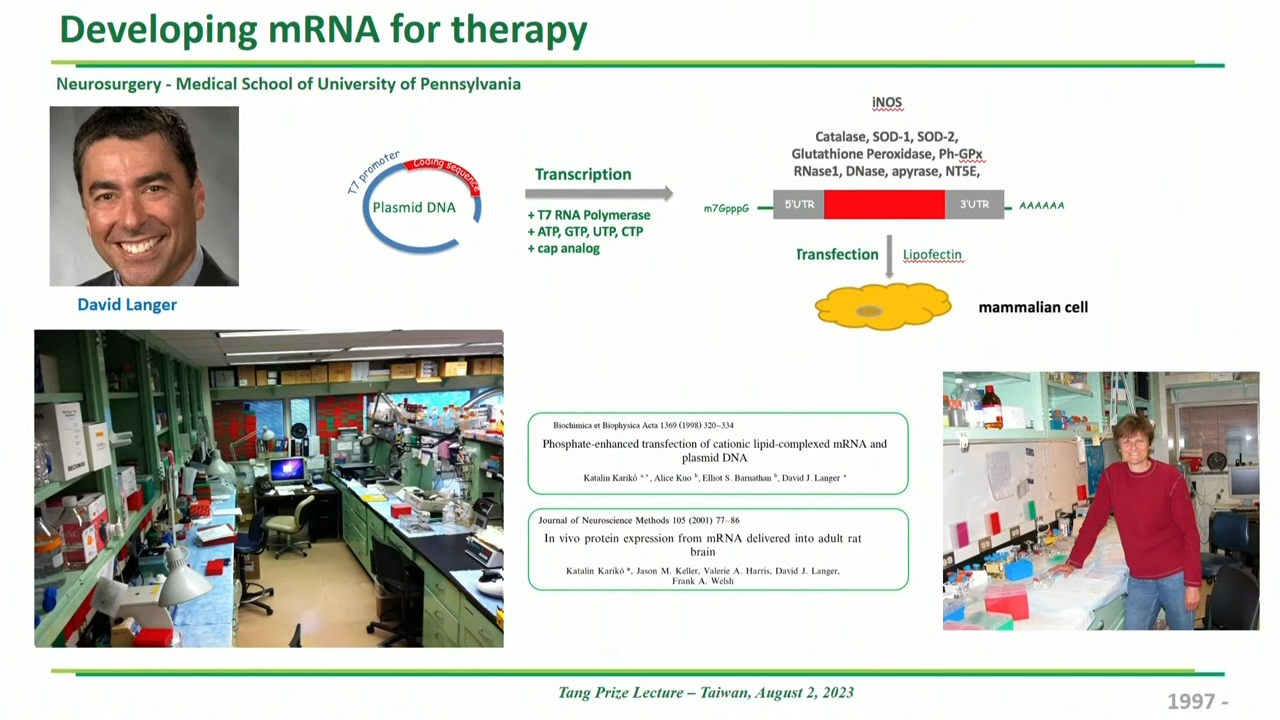 Developing mRNA for therapy
Neurosurgery - Medical School of University of Pennsylvania
David Langer
T7 promoter
Coding sequence
Plasmid DNA
Transcription
+ T7 RNA Polymerase
+ ATP, GTP, UTP, CTP
+ cap analog
iNOS
Catalase, SOD-1, SOD-2,
Glutathione Peroxidase, Ph-GPx
RNase1, DNase, apyrase, NT5E,
m7GpppG
5'UTR
3'UTR
AAAAAA
Transfection
Lipofectin
mammalian cell
BECKMAN
Biochimica et Biophysica Acta 1369 (1998) 320–334
Phosphate-enhanced transfection of cationic lipid-complexed mRNA and
plasmid DNA
Katalin Karikó a,*, Alice Kuo b, Elliot S. Barnathan b, David J. Langer a
Journal of Neuroscience Methods 105 (2001) 77–86
In vivo protein expression from mRNA delivered into adult rat
brain
Katalin Karikó *, Jason M. Keller, Valerie A. Harris, David J. Langer,
Frank A. Welsh
Tang Prize Lecture – Taiwan, August 2, 2023
1997 -